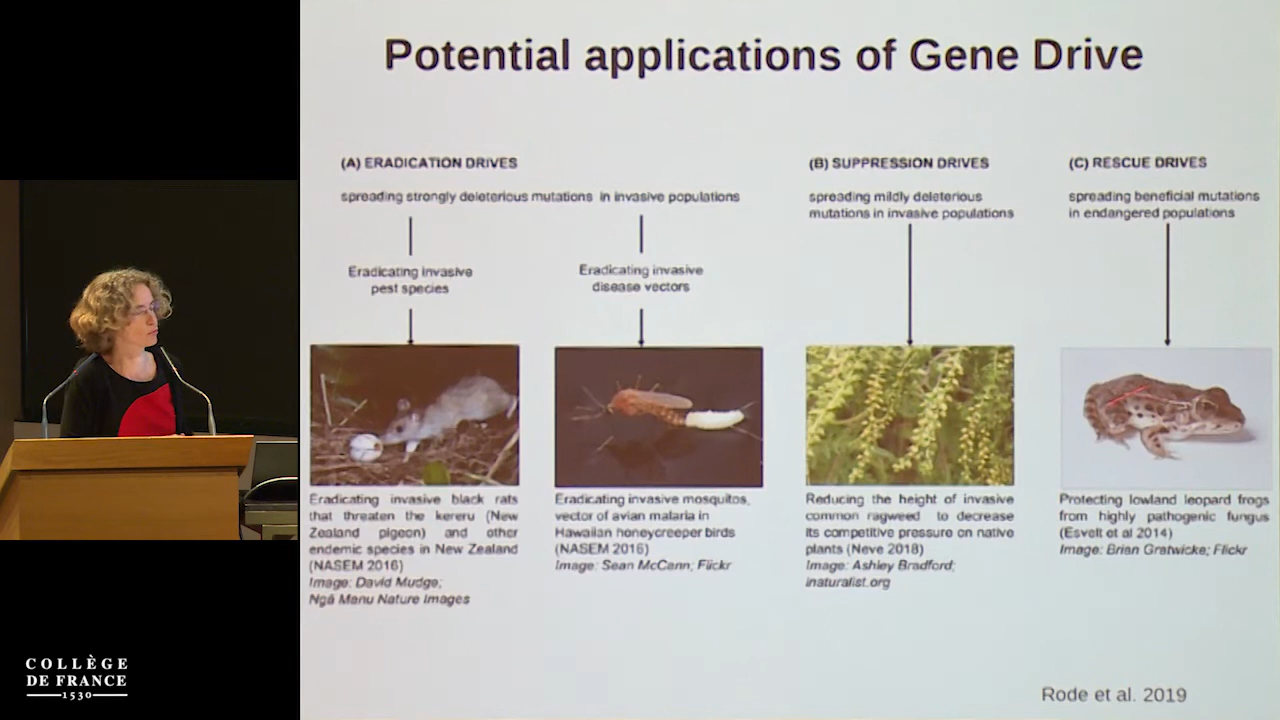 Potential applications of Gene Drive
(A) ERADICATION DRIVES
spreading strongly deleterious mutations in invasive populations
Eradicating invasive
pest species
Eradicating invasive
disease vectors
(B) SUPPRESSION DRIVES
spreading mildly deleterious
mutations in invasive populations
(C) RESCUE DRIVES
spreading beneficial mutations
in endangered populations
Eradicating invasive black rats
that threaten the kereru (New
Zealand pigeon) and other
endemic species in New Zealand
(NASEM 2016)
Image: David Mudge;
Ngā Manu Nature Images
Eradicating invasive mosquitos,
vector of avian malaria in
Hawaiian honeycreeper birds
(NASEM 2016)
Image: Sean McCann; Flickr
Reducing the height of invasive
common ragweed to decrease
its competitive pressure on native
plants (Neve 2018)
Image: Ashley Bradford;
inaturalist.org
Protecting lowland leopard frogs
from highly pathogenic fungus
(Esvelt et al 2014)
Image: Brian Gratwicke; Flickr
Rode et al. 2019
COLLÈGE
DE FRANCE
1530